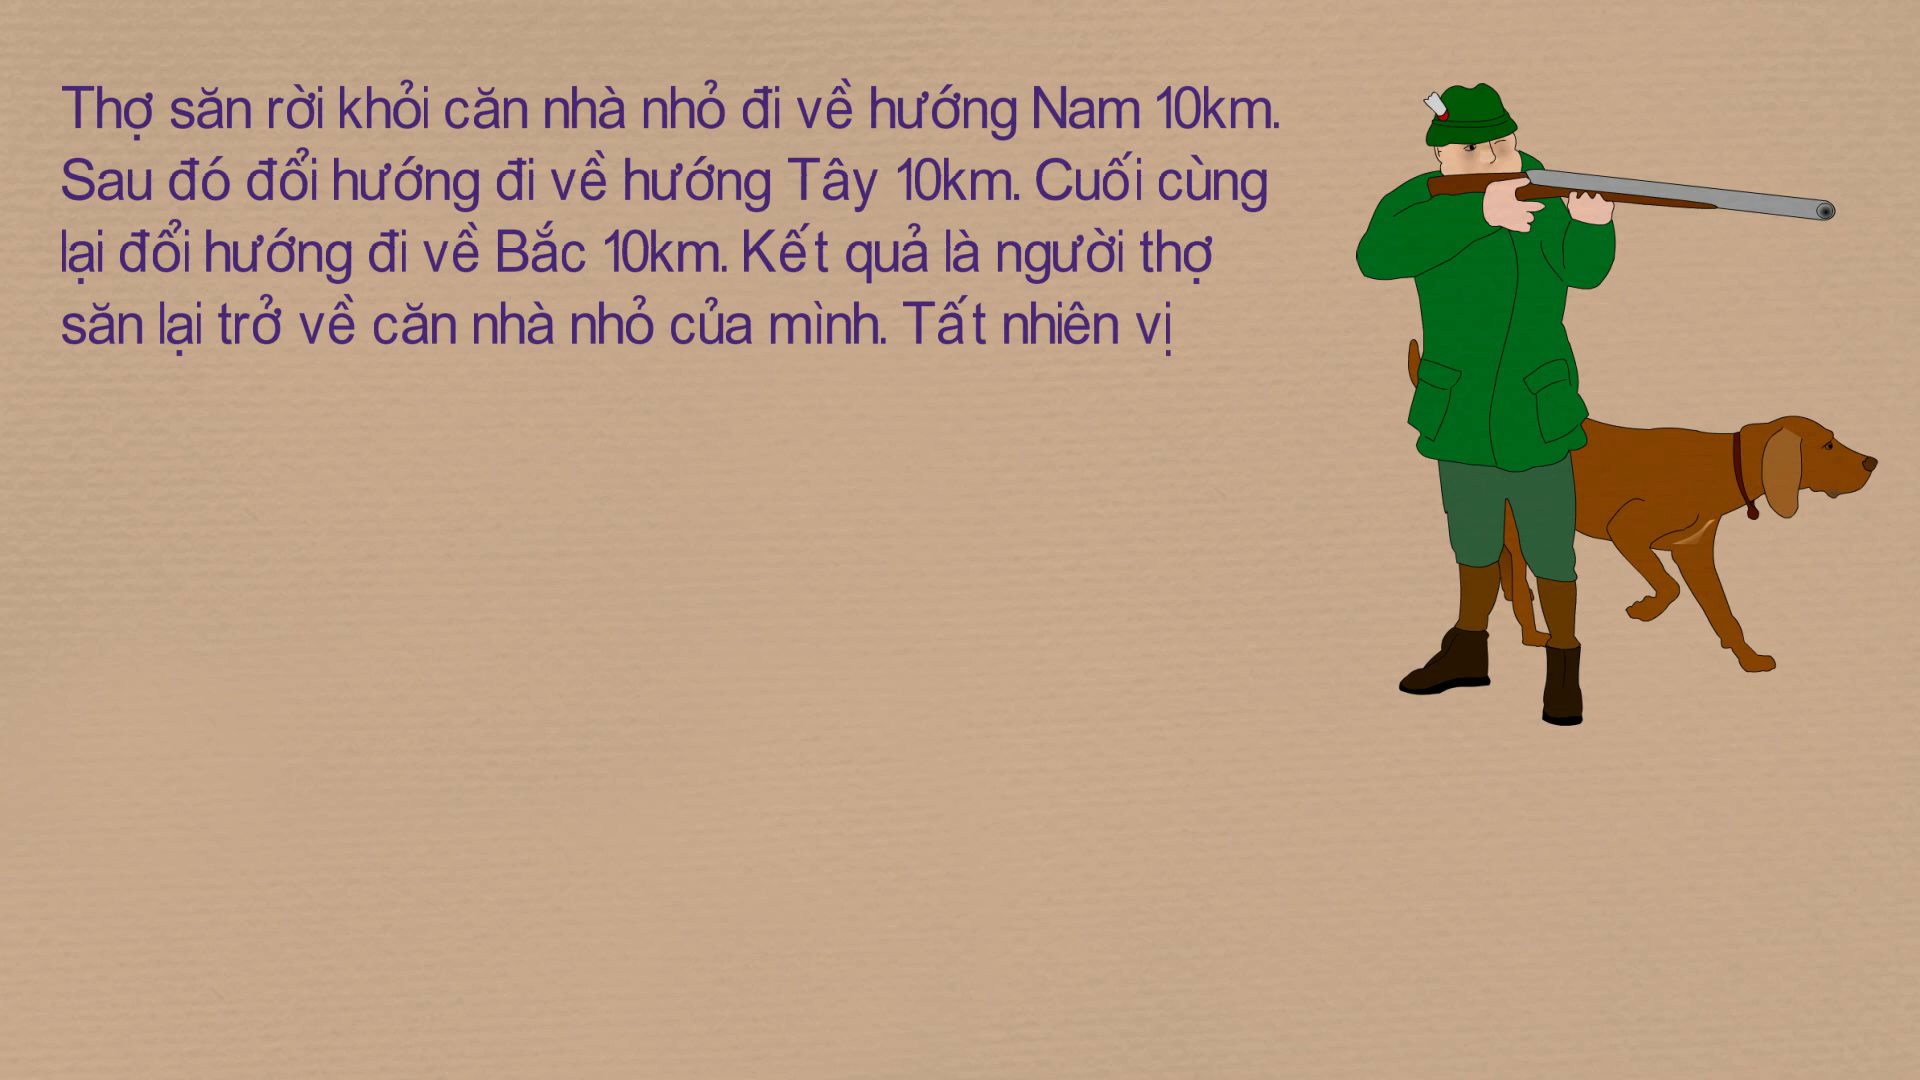 Thợ săn rời khỏi căn nhà nhỏ đi về hướng Nam 10km.
Sau đó đổi hướng đi về hướng Tây 10km. Cuối cùng
lại đổi hướng đi về Bắc 10km. Kết quả là người thợ
săn lại trở về căn nhà nhỏ của mình. Tất nhiên vị